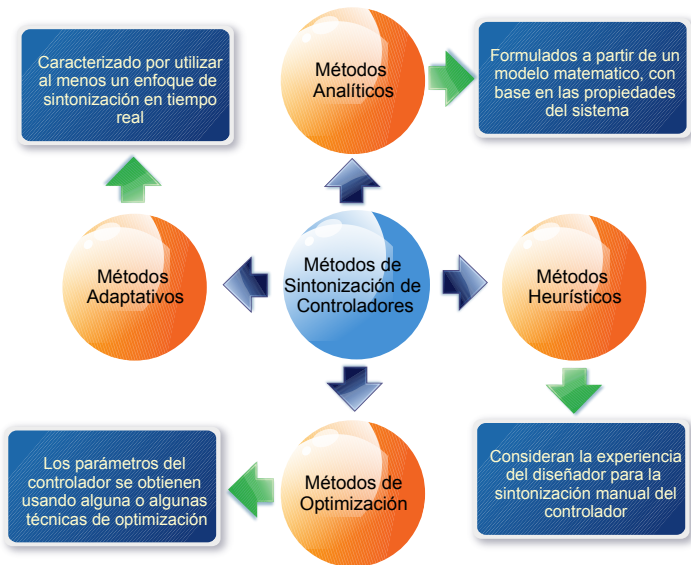 Caracterizado por utilizar
al menos un enfoque de
sintonización en tiempo
real
Métodos
Analíticos
Formulados a partir de un
modelo matematico, con
base en las propiedades
del sistema
Métodos
Adaptativos
Métodos de
Sintonización de
Controladores
Métodos
Heurísticos
Los parámetros del
controlador se obtienen
usando alguna o algunas
técnicas de optimización
Métodos de
Optimización
Consideran la experiencia
del diseñador para la
sintonización manual del
controlador